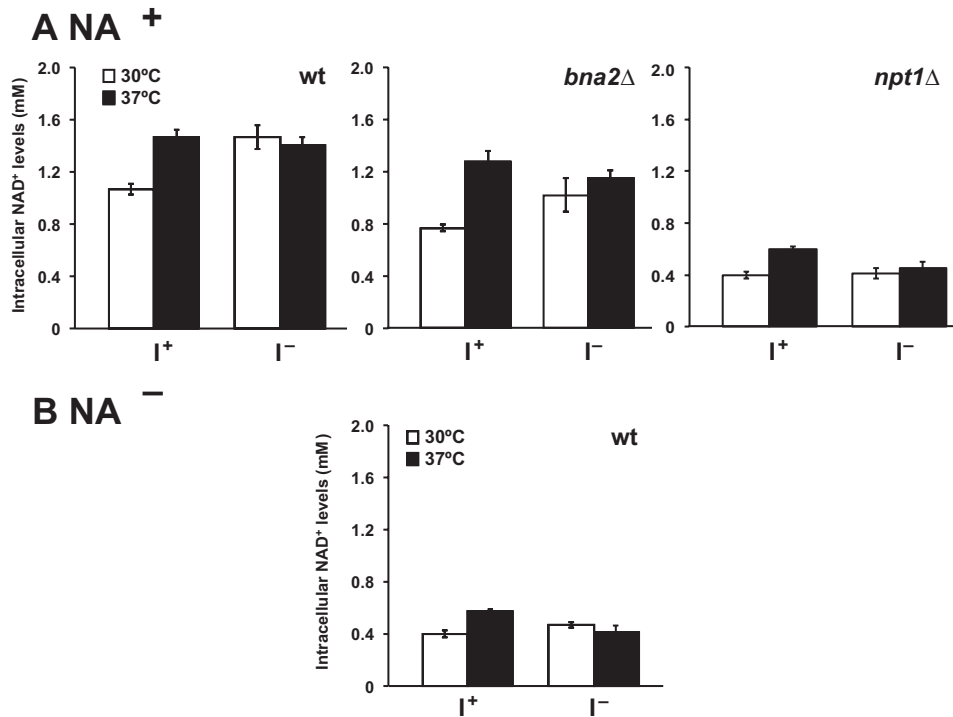 A NA +
Intracellular NAD⁺ levels (mM)
2.0
1.6
1.2
0.8
0.4
0
30ºC
37ºC
wt
I⁺
I⁻
2.0
1.6
1.2
0.8
0.4
0
bna2Δ
I⁺
I⁻
2.0
1.6
1.2
0.8
0.4
0
npt1Δ
I⁺
I⁻
B NA −
Intracellular NAD⁺ levels (mM)
2.0
1.6
1.2
0.8
0.4
0
30ºC
37ºC
wt
I⁺
I⁻